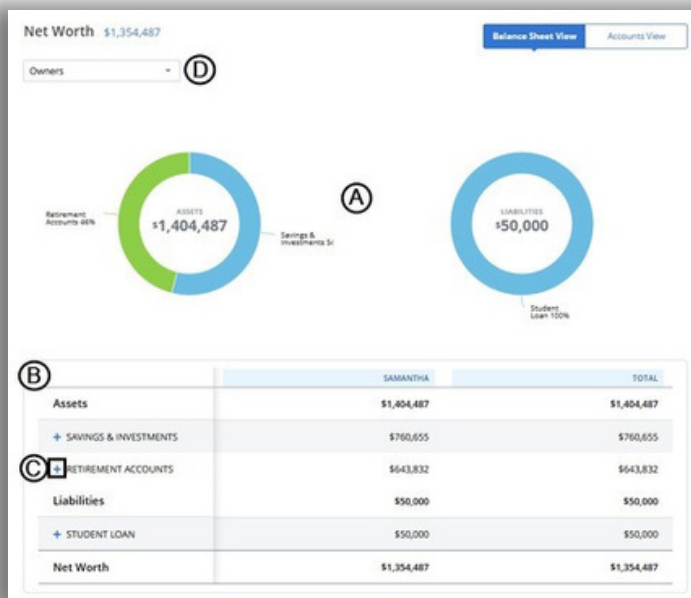 Net Worth $1,354,487
Balance Sheet View Accounts View
Owners D
A
ASSETS
$1,404,487
Retirement
Accounts 46%
Savings &
Investments
LIABILITIES
$50,000
Student
Loan 100%
B
SAMANTHA TOTAL
Assets $1,404,487 $1,404,487
+ SAVINGS & INVESTMENTS $760,655 $760,655
C + RETIREMENT ACCOUNTS $643,832 $643,832
Liabilities $50,000 $50,000
+ STUDENT LOAN $50,000 $50,000
Net Worth $1,354,487 $1,354,487